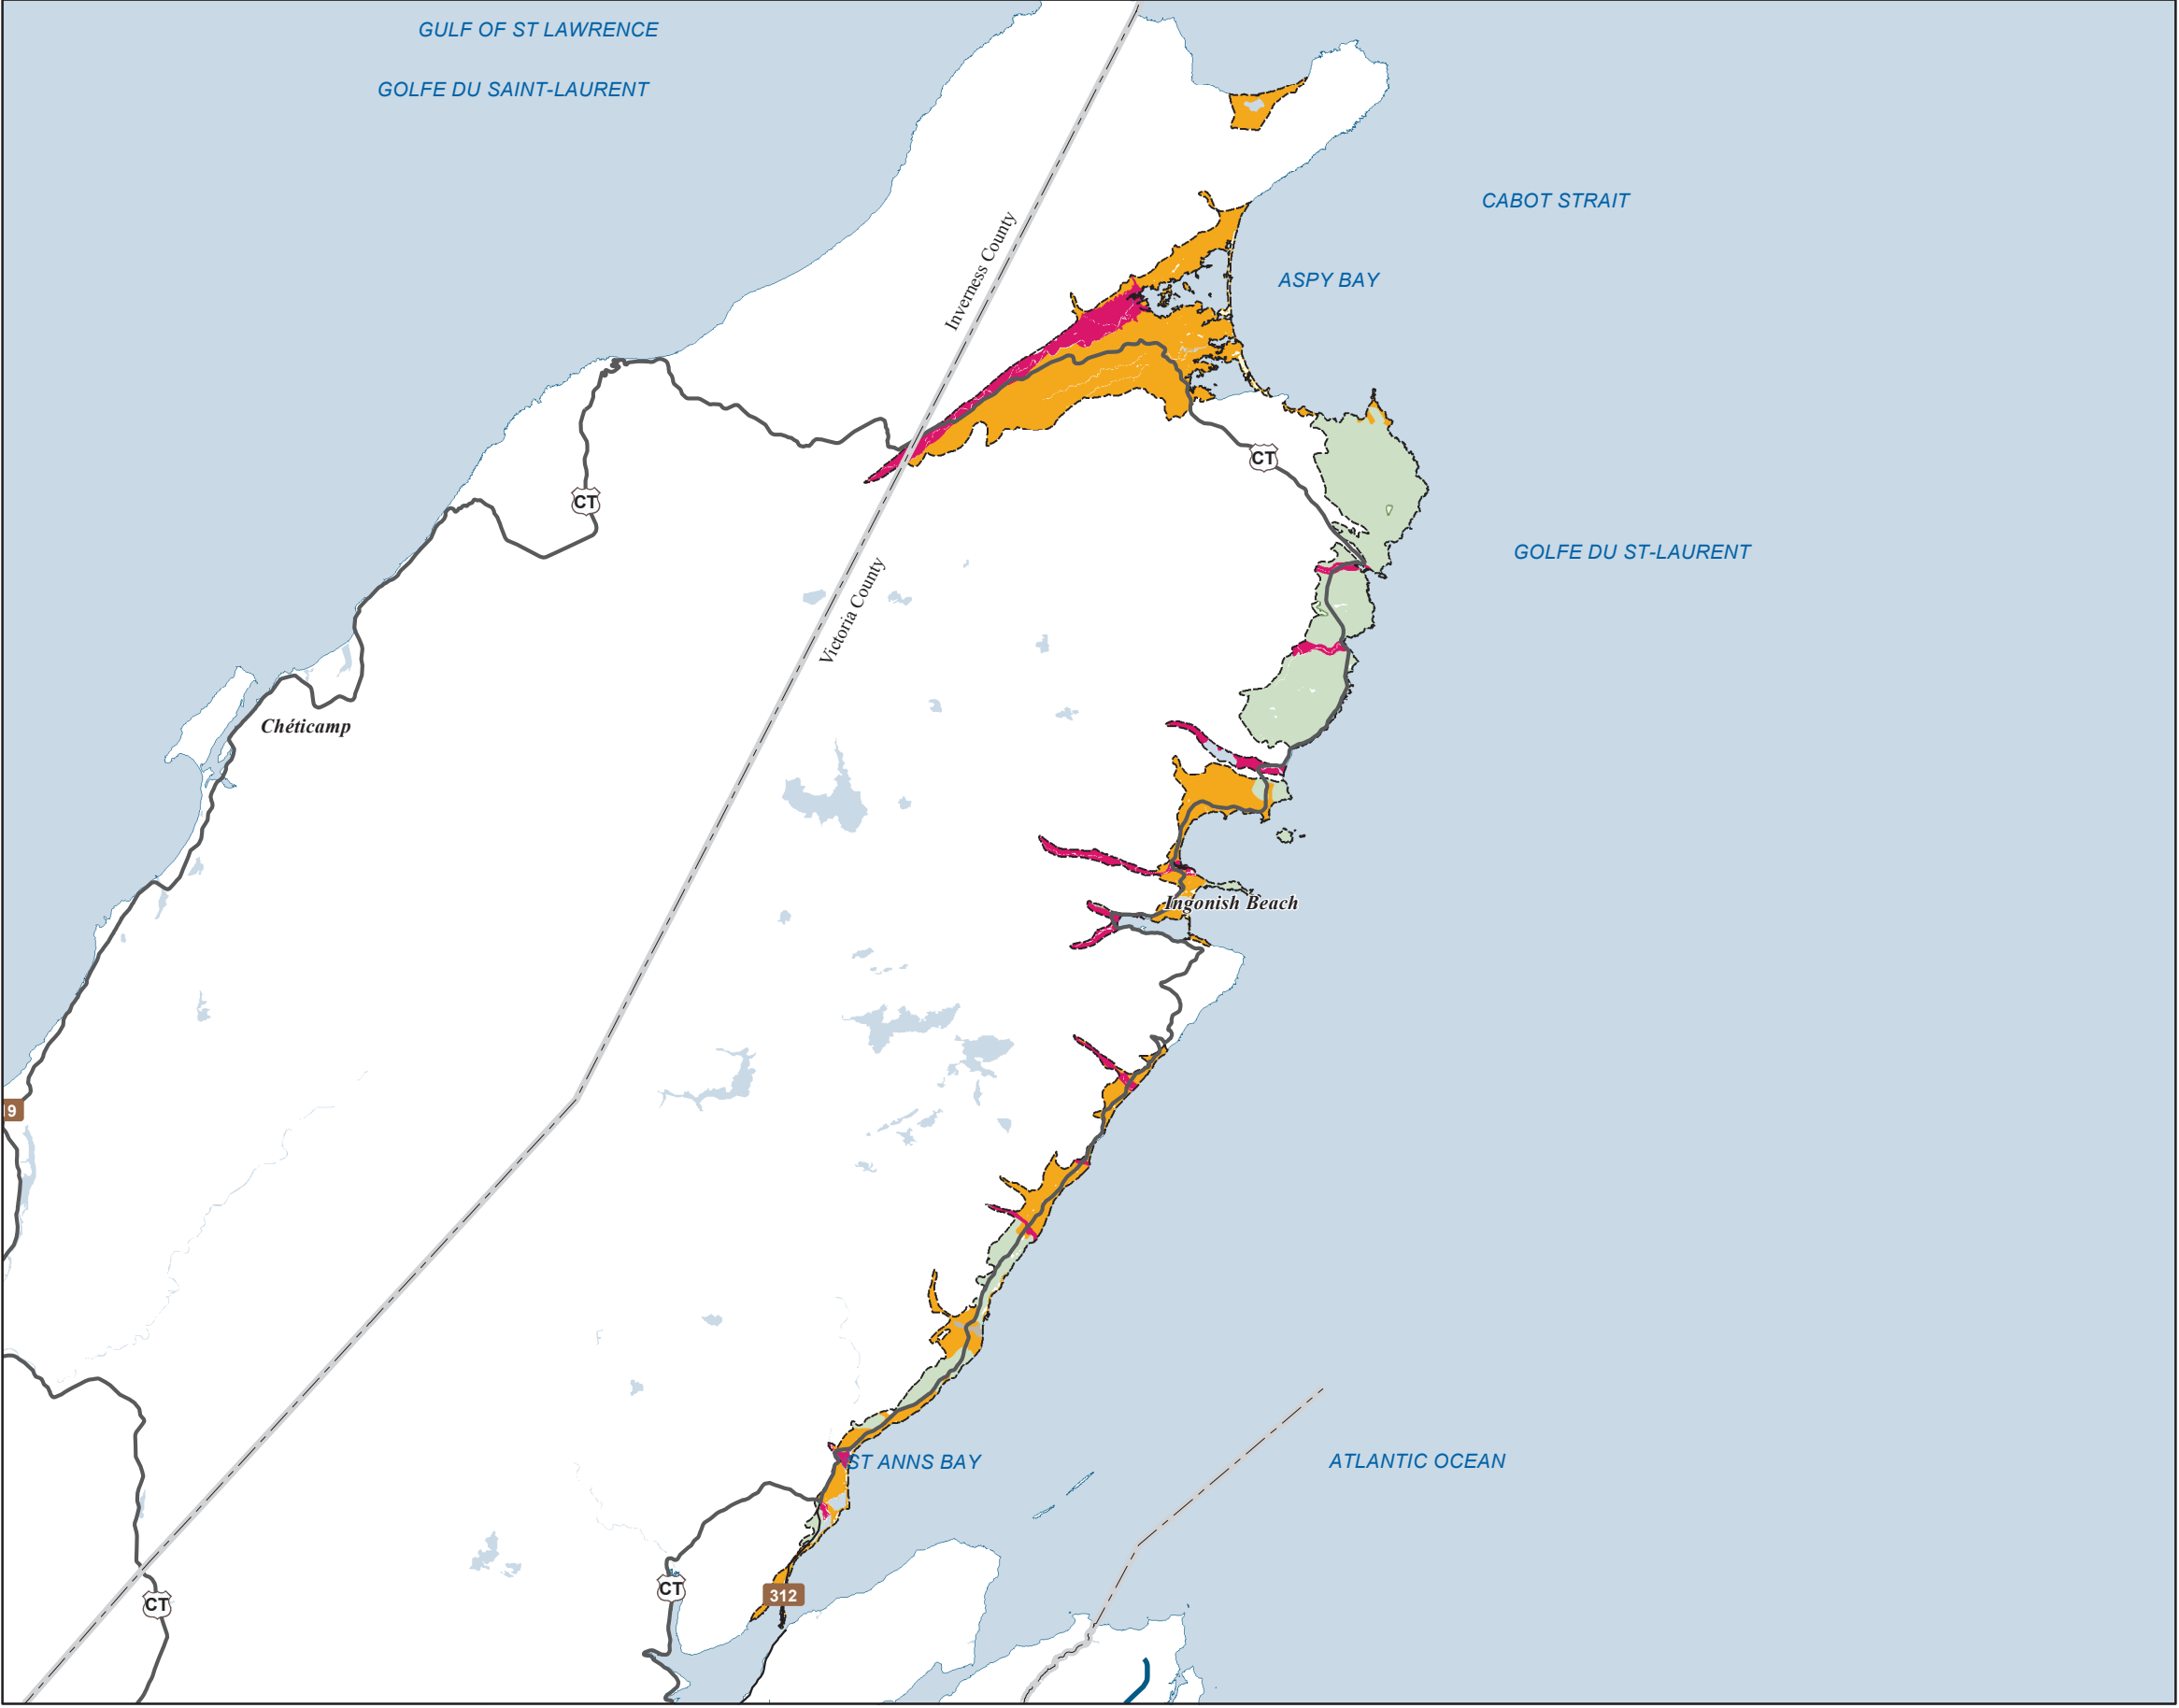 GULF OF ST LAWRENCE
GOLFE DU SAINT-LAURENT
CABOT STRAIT
Inverness County
ASPY BAY
CT
CT
GOLFE DU ST-LAURENT
Victoria County
Chéticamp
Ingonish Beach
19
ST ANNS BAY
ATLANTIC OCEAN
CT
312
CT